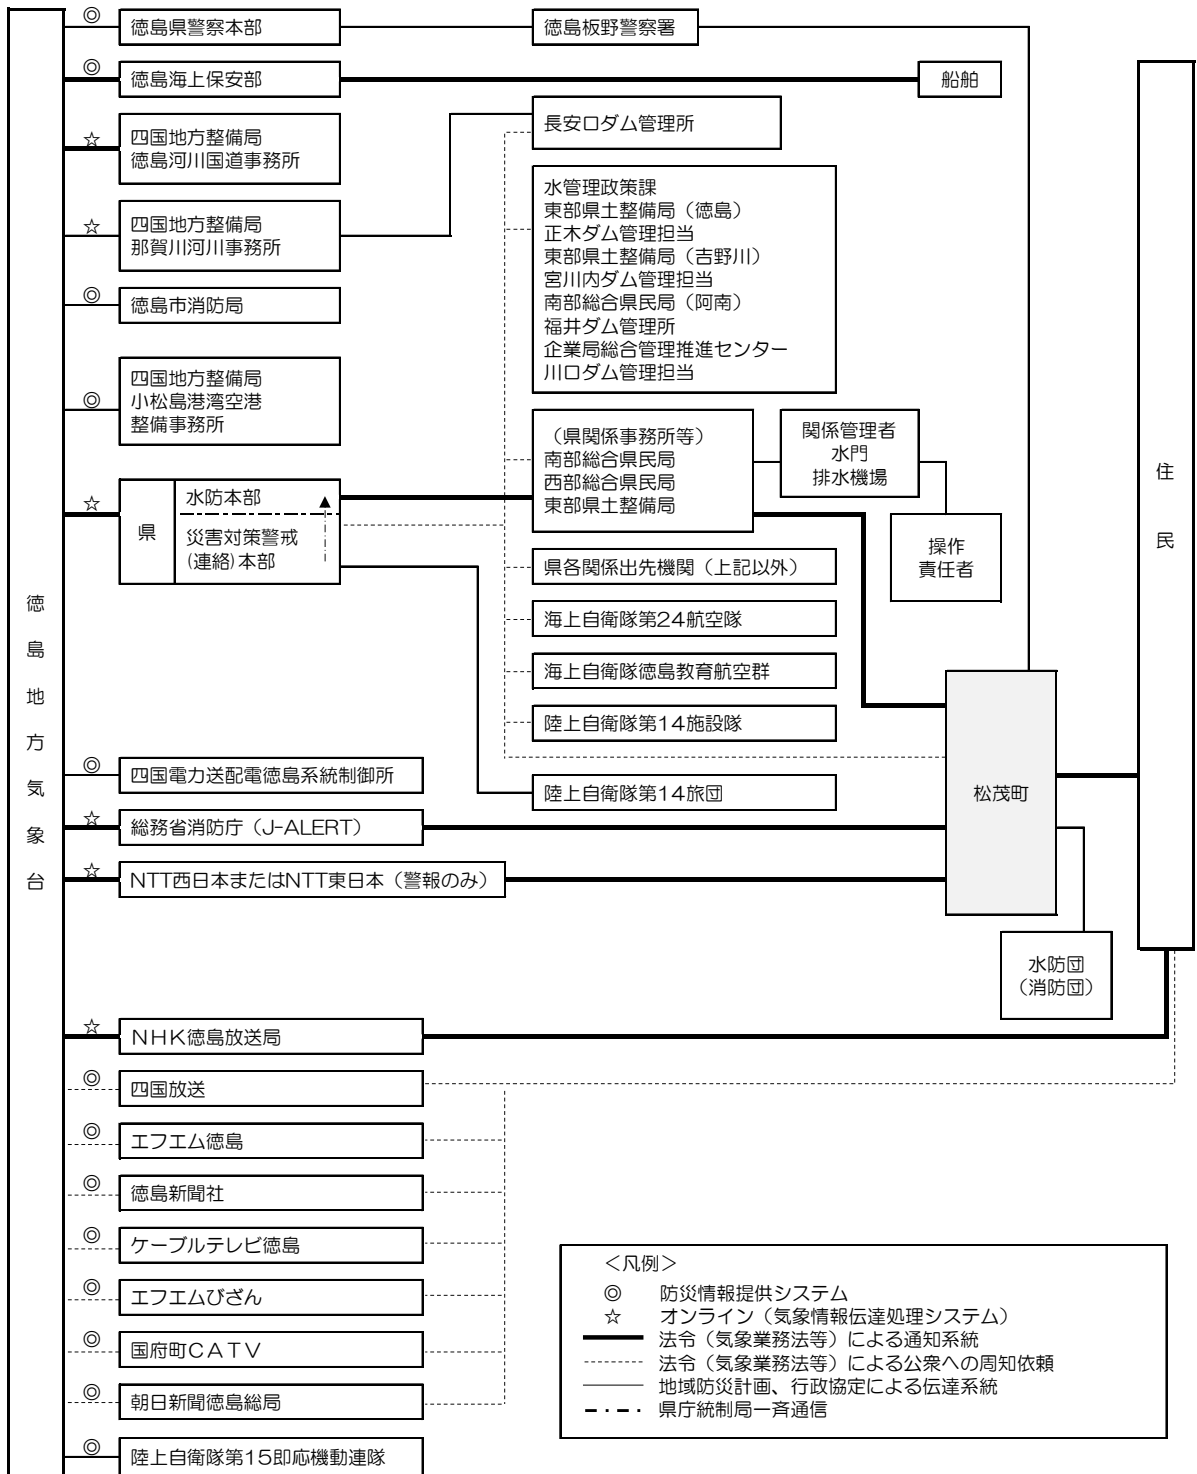 徳島地方気象台
◎
徳島県警察本部
徳島板野警察署
◎
徳島海上保安部
船舶
☆
四国地方整備局
徳島河川国道事務所
長安口ダム管理所
☆
四国地方整備局
那賀川河川事務所
水管理政策課
東部県土整備局（徳島）
正木ダム管理担当
東部県土整備局（吉野川）
宮川内ダム管理担当
南部総合県民局（阿南）
福井ダム管理所
企業局総合管理推進センター
川口ダム管理担当
◎
徳島市消防局
◎
四国地方整備局
小松島港湾空港
整備事務所
（県関係事務所等）
南部総合県民局
西部総合県民局
東部県土整備局
関係管理者
水門
排水機場
操作
責任者
☆
県
水防本部
災害対策警戒
(連絡)本部
県各関係出先機関（上記以外）
海上自衛隊第24航空隊
海上自衛隊徳島教育航空群
陸上自衛隊第14施設隊
陸上自衛隊第14旅団
◎
四国電力送配電徳島系統制御所
☆
総務省消防庁（J-ALERT）
☆
NTT西日本またはNTT東日本（警報のみ）
松茂町
水防団
（消防団）
住民
☆
NHK徳島放送局
◎
四国放送
◎
エフエム徳島
◎
徳島新聞社
◎
ケーブルテレビ徳島
◎
エフエムびざん
◎
国府町CATV
◎
朝日新聞徳島総局
◎
陸上自衛隊第15即応機動連隊
＜凡例＞
◎ 防災情報提供システム
☆ オンライン（気象情報伝達処理システム）
法令（気象業務法等）による通知系統
法令（気象業務法等）による公衆への周知依頼
地域防災計画、行政協定による伝達系統
県庁統制局一斉通信